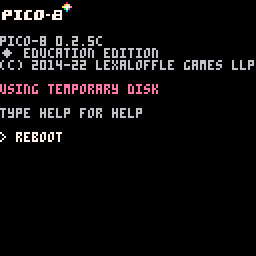 PICO-8
PICO-8 0.2.5C
EDUCATION EDITION
(C) 2014-22 LEXALOFFLE GAMES LLP
USING TEMPORARY DISK
TYPE HELP FOR HELP
> REBOOT